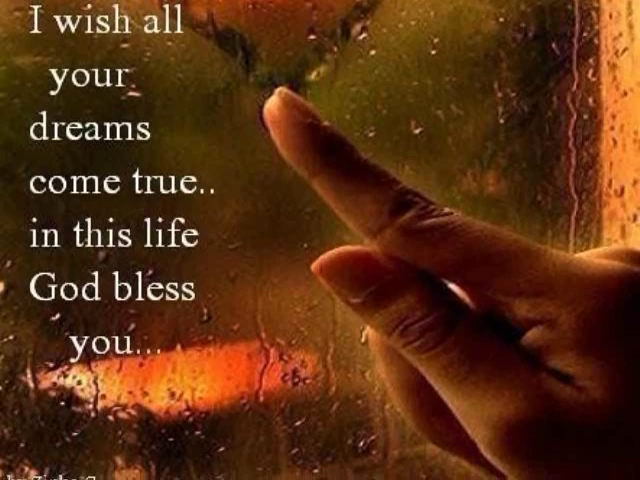 I wish all
your
dreams
come true..
in this life
God bless
you...